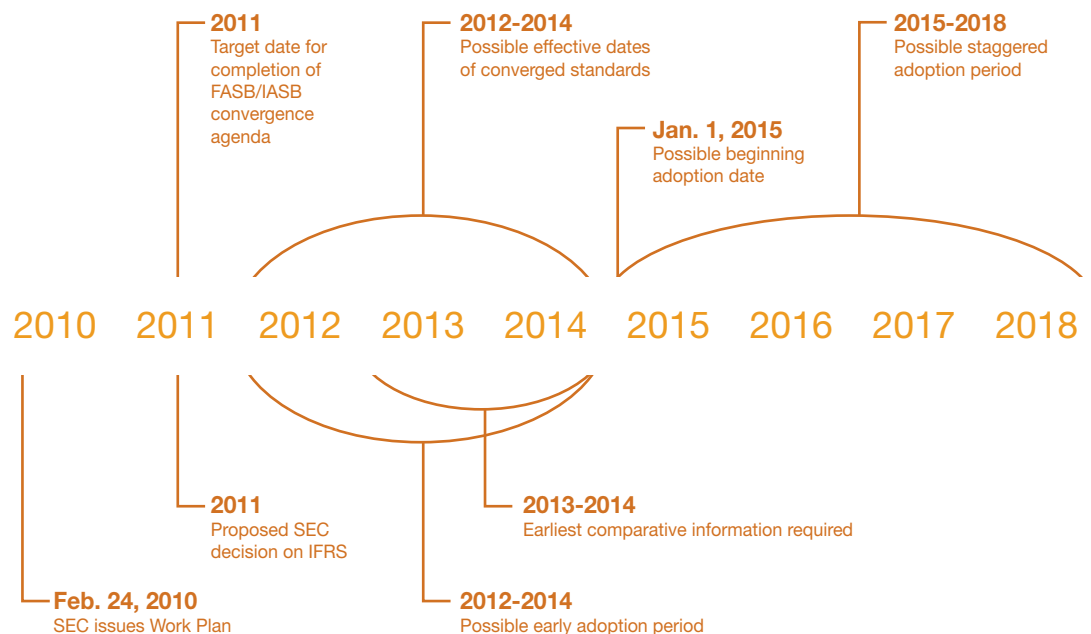 2011
Target date for
completion of
FASB/IASB
convergence
agenda
2012-2014
Possible effective dates
of converged standards
Jan. 1, 2015
Possible beginning
adoption date
2015-2018
Possible staggered
adoption period
2010 2011 2012 2013 2014 2015 2016 2017 2018
Feb. 24, 2010
SEC issues Work Plan
2011
Proposed SEC
decision on IFRS
2012-2014
Possible early adoption period
2013-2014
Earliest comparative information required